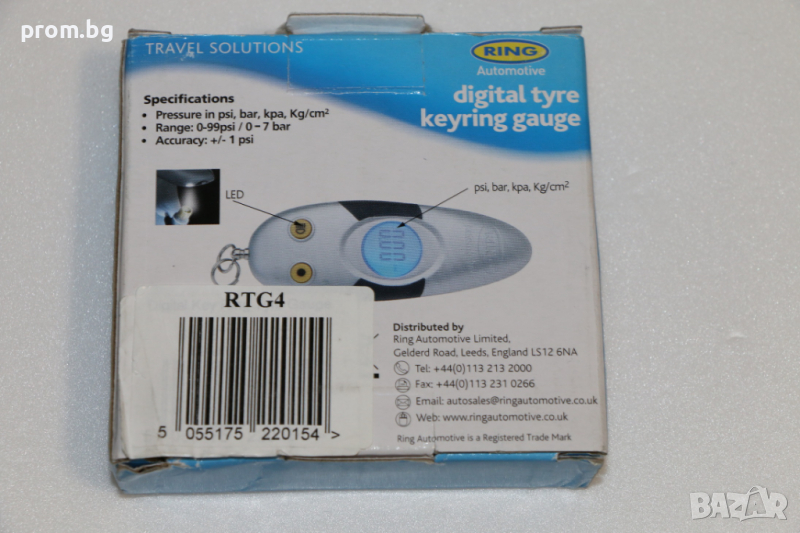 prom.bg
TRAVEL SOLUTIONS
RING
Automotive
digital tyre
keyring gauge
Specifications
• Pressure in psi, bar, kpa, Kg/cm²
• Range: 0-99psi / 0 - 7 bar
• Accuracy: +/- 1 psi
LED
psi, bar, kpa, Kg/cm²
RTG4
5 055175 220154 >
Distributed by
Ring Automotive Limited,
Gelderd Road, Leeds, England LS12 6NA
Tel: +44(0)113 213 2000
Fax: +44(0)113 231 0266
Email: autosales@ringautomotive.co.uk
Web: www.ringautomotive.co.uk
Ring Automotive is a Registered Trade Mark
BAZAR